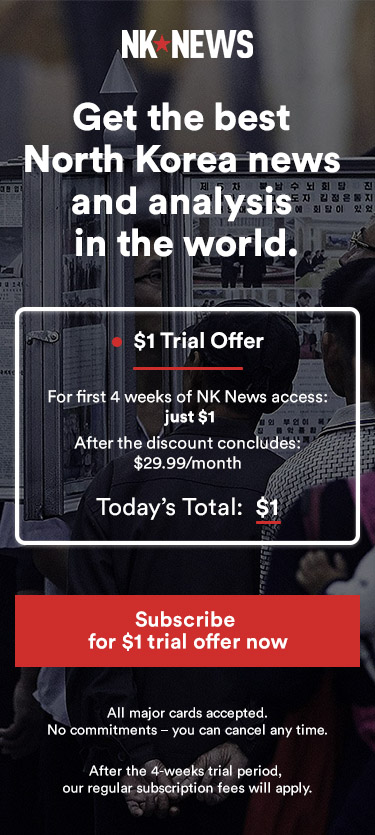 NK★NEWS
Get the best
North Korea news
and analysis
in the world.
$1 Trial Offer
For first 4 weeks of NK News access:
just $1
After the discount concludes:
$29.99/month
Today's Total: $1
Subscribe
for $1 trial offer now
All major cards accepted.
No commitments – you can cancel any time.
After the 4-weeks trial period,
our regular subscription fees will apply.